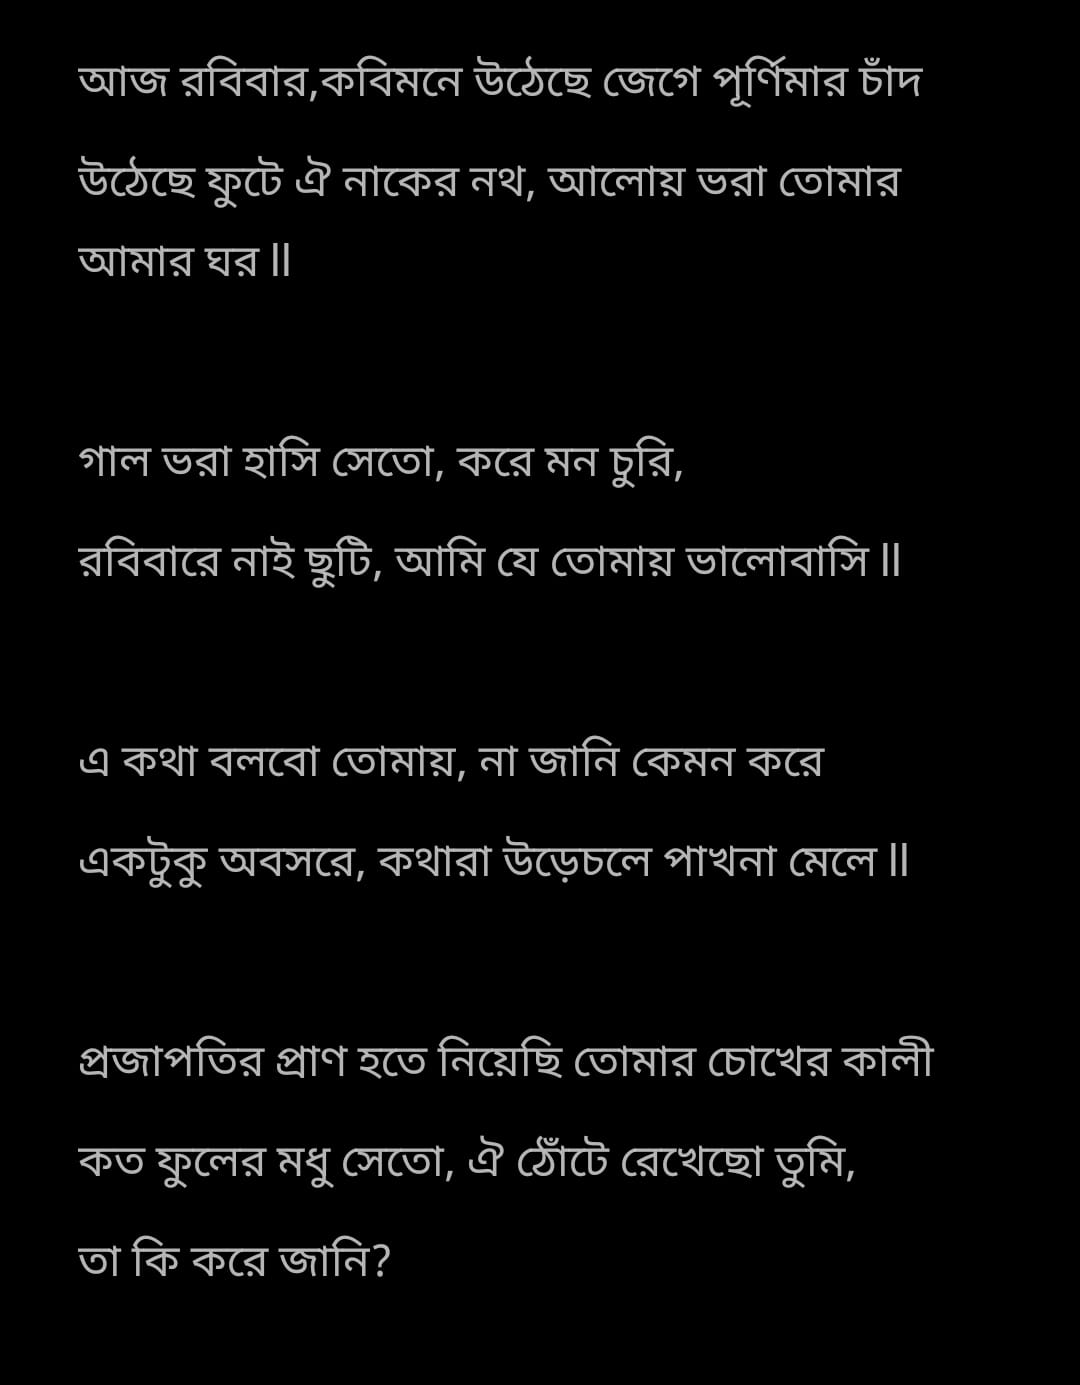 আজ রবিবার,কবিমনে উঠেছে জেগে পূর্ণিমার চাঁদ
উঠেছে ফুটে ঐ নাকের নথ, আলোয় ভরা তোমার
আমার ঘর ll
গাল ভরা হাসি সেতো, করে মন চুরি,
রবিবারে নাই ছুটি, আমি যে তোমায় ভালোবাসি ll
এ কথা বলবো তোমায়, না জানি কেমন করে
একটুকু অবসরে, কথারা উড়েচলে পাখনা মেলে ll
প্রজাপতির প্রাণ হতে নিয়েছি তোমার চোখের কালী
কত ফুলের মধু সেতো, ঐ ঠোঁটে রেখেছো তুমি,
তা কি করে জানি?